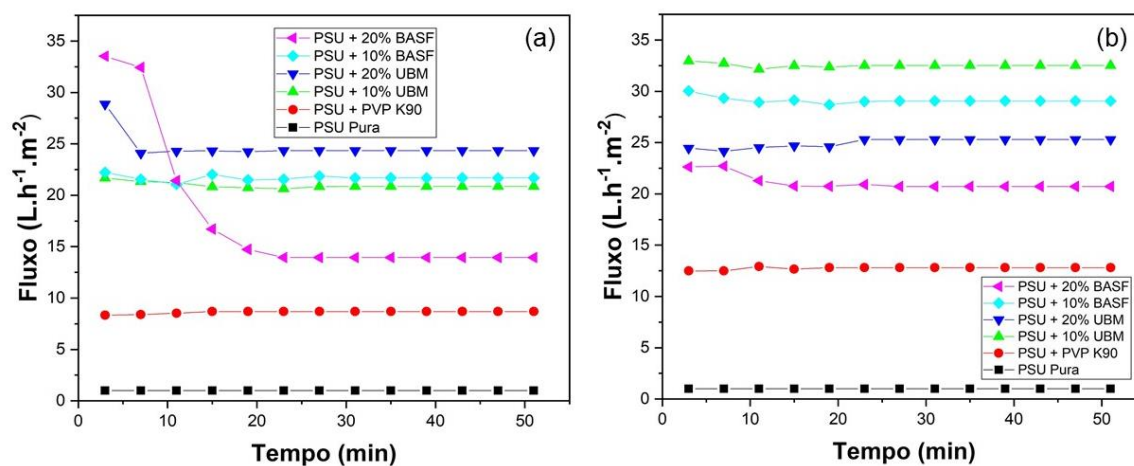 (a)
PSU + 20% BASF
PSU + 10% BASF
PSU + 20% UBM
PSU + 10% UBM
PSU + PVP K90
PSU Pura
Fluxo (L.h⁻¹.m⁻²)
35
30
25
20
15
10
5
0
0 10 20 30 40 50
Tempo (min)
(b)
Fluxo (L.h⁻¹.m⁻²)
35
30
25
20
15
10
5
0
PSU + 20% BASF
PSU + 10% BASF
PSU + 20% UBM
PSU + 10% UBM
PSU + PVP K90
PSU Pura
0 10 20 30 40 50
Tempo (min)